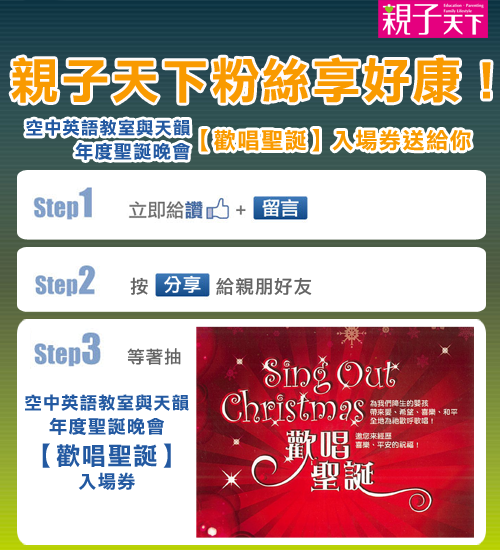 親子天下
Education．Parenting
Family Lifestyle
親子天下粉絲享好康！
空中英語教室與天韻
年度聖誕晚會
【歡唱聖誕】入場券送給你
Step1
立即給讚 + 留言
Step2
按 分享 給親朋好友
Step3
等著抽
空中英語教室與天韻
年度聖誕晚會
【歡唱聖誕】
入場券
Sing Out
Christmas
歡唱
聖誕
為我們降生的嬰孩
帶來愛、希望、喜樂、和平
全地為祂歡呼歌唱！
邀您來經歷
喜樂、平安的祝福！